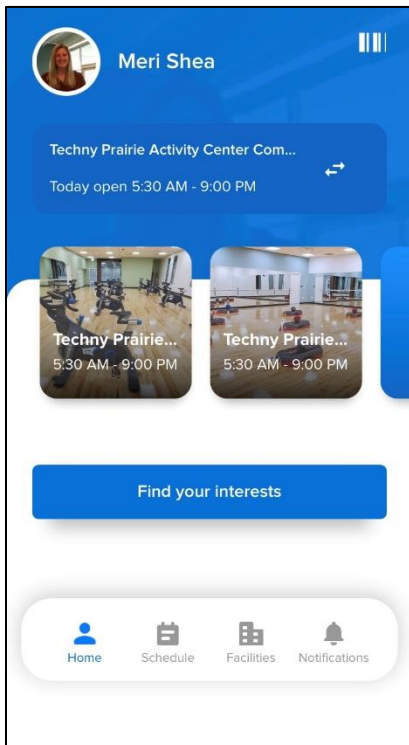 Meri Shea
Techny Prairie Activity Center Com...
Today open 5:30 AM - 9:00 PM
Techny Prairie...
5:30 AM - 9:00 PM
Techny Prairie...
5:30 AM - 9:00 PM
Find your interests
Home
Schedule
Facilities
Notifications